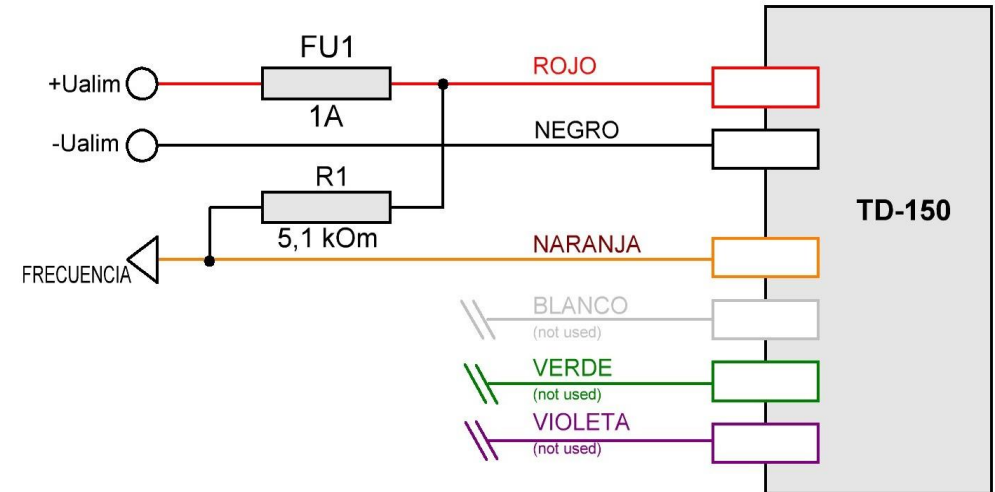 FU1
+Ualim
1A
ROJO
-Ualim
NEGRO
R1
5,1 kOm
TD-150
FRECUENCIA
NARANJA
BLANCO
(not used)
VERDE
(not used)
VIOLETA
(not used)